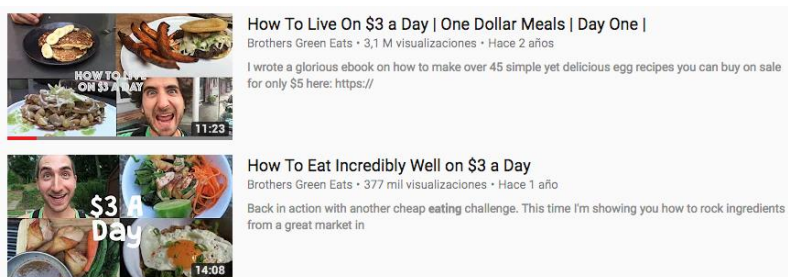 How To Live On $3 a Day | One Dollar Meals | Day One |
Brothers Green Eats • 3,1 M visualizaciones • Hace 2 años
I wrote a glorious ebook on how to make over 45 simple yet delicious egg recipes you can buy on sale
for only $5 here: https://
HOW TO LIVE
ON $3 A DAY
11:23
How To Eat Incredibly Well on $3 a Day
Brothers Green Eats • 377 mil visualizaciones • Hace 1 año
Back in action with another cheap eating challenge. This time I'm showing you how to rock ingredients
from a great market in
$3 A
Day
14:08